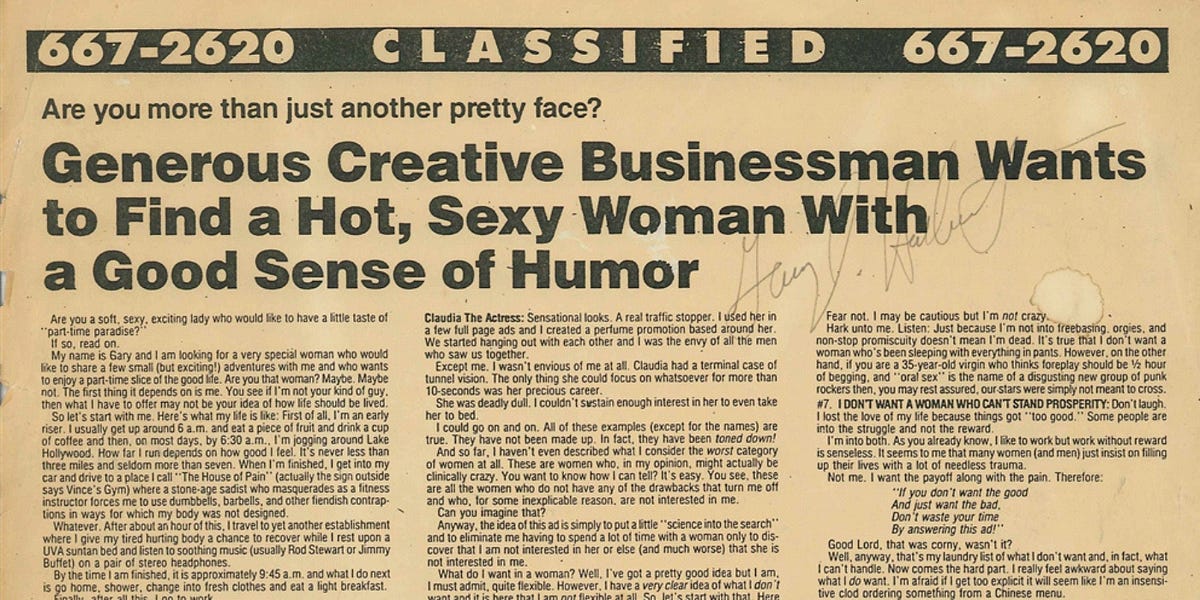 667-2620 CLASSIFIED 667-2620
Are you more than just another pretty face?
Generous Creative Businessman Wants
to Find a Hot, Sexy Woman With
a Good Sense of Humor
Are you a soft, sexy, exciting lady who would like to have a little taste of
"part-time paradise?"
If so, read on.
My name is Gary and I am looking for a very special woman who would
like to share a few small (but exciting!) adventures with me and who wants
to enjoy a part-time slice of the good life. Are you that woman? Maybe. Maybe
not. The first thing it depends on is me. You see if I'm not your kind of guy,
then what I have to offer may not be your idea of how life should be lived.
So let's start with me. Here's what my life is like: First of all, I'm an early
riser. I usually get up around 6 a.m. and eat a piece of fruit and drink a cup
of coffee and then, on most days, by 6:30 a.m., I'm jogging around Lake
Hollywood. How far I run depends on how good I feel. It's never less than
three miles and seldom more than seven. When I'm finished, I get into my
car and drive to a place I call "The House of Pain" (actually the sign outside
says Vince's Gym) where a stone-age sadist who masquerades as a fitness
instructor forces me to use dumbbells, barbells, and other fiendish contrap-
tions in ways for which my body was not designed.
Whatever. After about an hour of this, I travel to yet another establishment
where I give my tired hurting body a chance to recover while I rest upon a
UVA suntan bed and listen to soothing music (usually Rod Stewart or Jimmy
Buffet) on a pair of stereo headphones.
By the time I am finished, it is approximately 9:45 a.m. and what I do next
is go home, shower, change into fresh clothes and eat a light breakfast.
Finally, after all this, I go to work.
Claudia The Actress: Sensational looks. A real traffic stopper. I used her in
a few full page ads and I created a perfume promotion based around her.
We started hanging out with each other and I was the envy of all the men
who saw us together.
Except me. I wasn't envious of me at all. Claudia had a terminal case of
tunnel vision. The only thing she could focus on whatsoever for more than
10-seconds was her precious career.
She was deadly dull. I couldn't sustain enough interest in her to even take
her to bed.
I could go on and on. All of these examples (except for the names) are
true. They have not been made up. In fact, they have been toned down!
And so far, I haven't even described what I consider the worst category
of women at all. These are women who, in my opinion, might actually be
clinically crazy. You want to know how I can tell? It's easy. You see, these
are all the women who do not have any of the drawbacks that turn me off
and who, for some inexplicable reason, are not interested in me.
Can you imagine that?
Anyway, the idea of this ad is simply to put a little "science into the search"
and to eliminate me having to spend a lot of time with a woman only to dis-
cover that I am not interested in her or else (and much worse) that she is
not interested in me.
What do I want in a woman? Well, I've got a pretty good idea but I am,
I must admit, quite flexible. However, I have a very clear idea of what I don't
want and it is here that I am not flexible at all. So, let's start with that. Here
Fear not. I may be cautious but I'm not crazy.
Hark unto me. Listen: Just because I'm not into freebasing, orgies, and
non-stop promiscuity doesn't mean I'm dead. It's true that I don't want a
woman who's been sleeping with everything in pants. However, on the other
hand, if you are a 35-year-old virgin who thinks foreplay should be ½ hour
of begging, and "oral sex" is the name of a disgusting new group of punk
rockers then, you may rest assured, our stars were simply not meant to cross.
#7. I DON'T WANT A WOMAN WHO CAN'T STAND PROSPERITY: Don't laugh.
I lost the love of my life because things got "too good." Some people are
into the struggle and not the reward.
I'm into both. As you already know, I like to work but work without reward
is senseless. It seems to me that many women (and men) just insist on filling
up their lives with a lot of needless trauma.
Not me. I want the payoff along with the pain. Therefore:
"If you don't want the good
And just want the bad,
Don't waste your time
By answering this ad!"
Good Lord, that was corny, wasn't it?
Well, anyway, that's my laundry list of what I don't want and, in fact, what
I can't handle. Now comes the hard part. I really feel awkward about saying
what I do want. I'm afraid if I get too explicit it will seem like I'm an insensi-
tive clod ordering something from a Chinese menu.